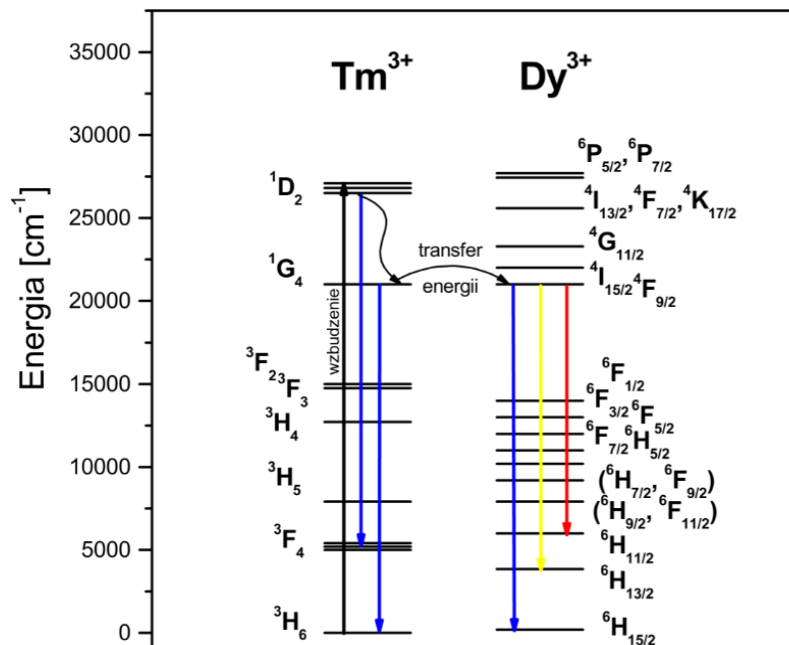 Energia [cm⁻¹]
35000
30000
25000
20000
15000
10000
5000
0
Tm³⁺
Dy³⁺
¹D₂
¹G₄
³F₂³F₃
³H₄
³H₅
³F₄
³H₆
wzbudzenie
transfer
energii
⁶P₅/₂,⁶P₇/₂
⁴I₁₃/₂,⁴F₇/₂,⁴K₁₇/₂
⁴G₁₁/₂
⁴I₁₅/₂⁴F₉/₂
⁶F₁/₂
⁶F₃/₂⁶F₅/₂
⁶F₇/₂⁶H₅/₂
(⁶H₇/₂, ⁶F₉/₂)
(⁶H₉/₂, ⁶F₁₁/₂)
⁶H₁₁/₂
⁶H₁₃/₂
⁶H₁₅/₂